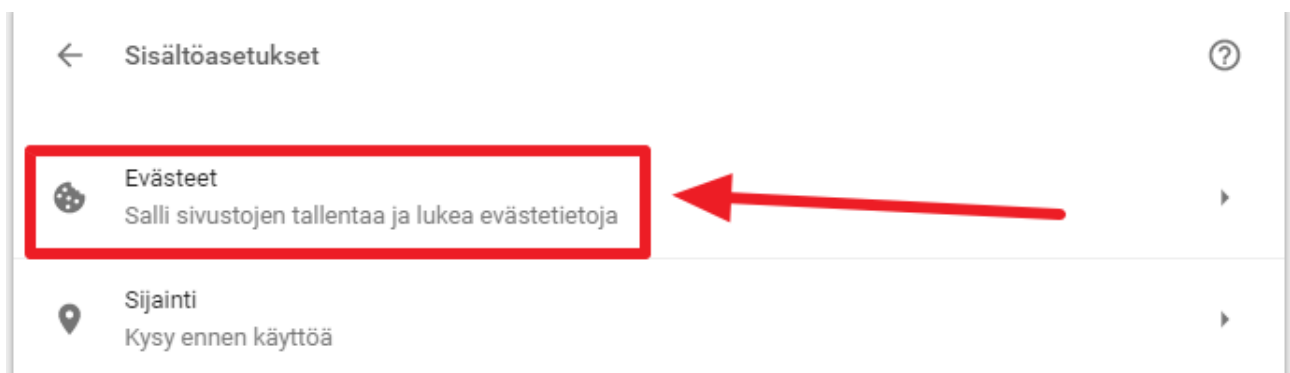 Sisältöasetukset
Evästeet
Salli sivustojen tallentaa ja lukea evästetietoja
Sijainti
Kysy ennen käyttöä